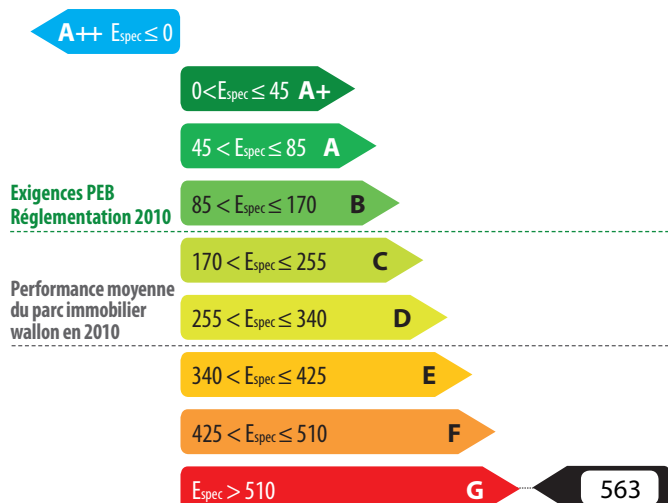 A++ Espec ≤ 0
0<Espec ≤ 45 A+
45 < Espec ≤ 85 A
Exigences PEB
Réglementation 2010
85 < Espec ≤ 170 B
170 < Espec ≤ 255 C
Performance moyenne
du parc immobilier
wallon en 2010
255 < Espec ≤ 340 D
340 < Espec ≤ 425 E
425 < Espec ≤ 510 F
Espec > 510 G 563